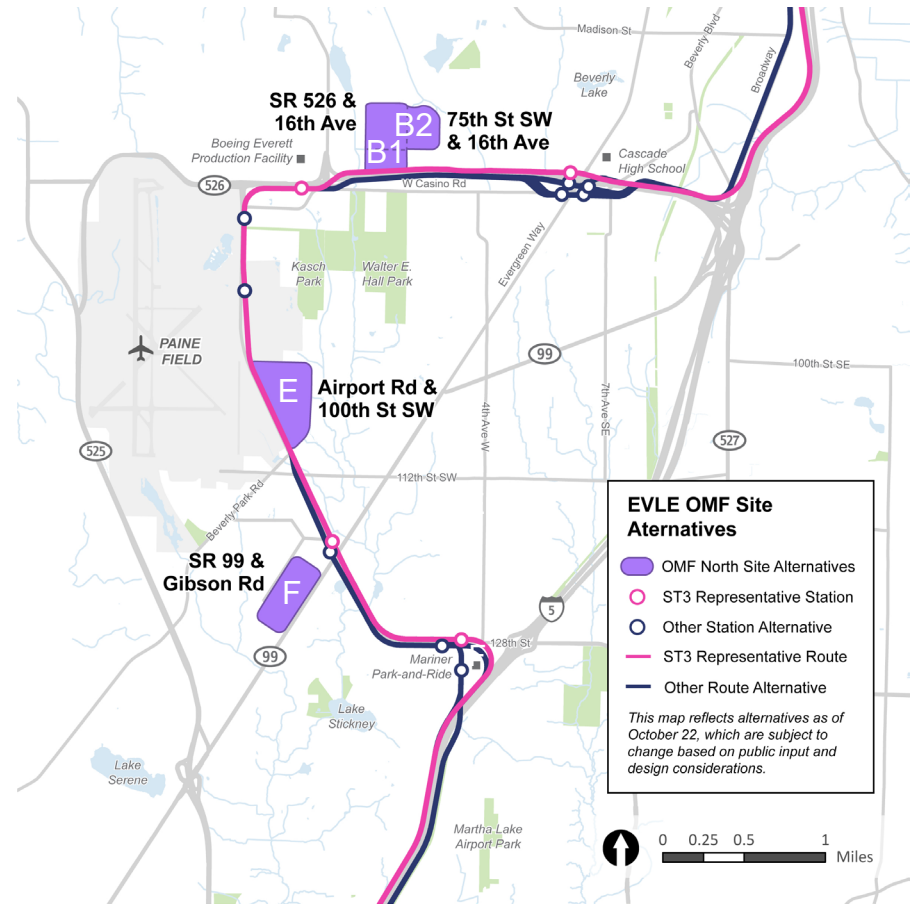 Madison St
Beverly Blvd
Broadway
Beverly
Lake
SR 526 &
16th Ave
B2
B1
75th St SW
& 16th Ave
Boeing Everett
Production Facility
Cascade
High School
526
W Casino Rd
Evergreen Way
Kasch
Park
Walter E.
Hall Park
PAINE
FIELD
99
100th St SE
E
Airport Rd &
100th St SW
4th Ave W
7th Ave SE
525
527
112th St SW
Beverly Park Rd
SR 99 &
Gibson Rd
F
5
99
128th St
Mariner
Park-and-Ride
Lake
Stickney
Lake
Serene
Martha Lake
Airport Park
EVLE OMF Site
Aternatives
OMF North Site Alternatives
ST3 Representative Station
Other Station Alternative
ST3 Representative Route
Other Route Alternative
This map reflects alternatives as of
October 22, which are subject to
change based on public input and
design considerations.
0 0.25 0.5 1
Miles